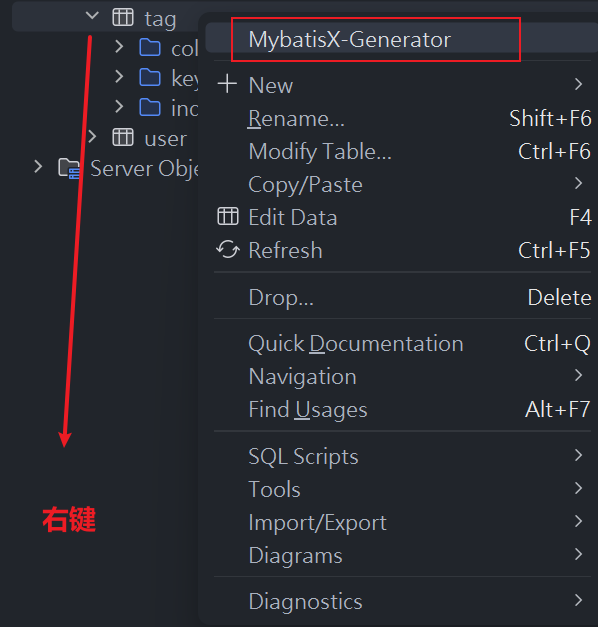 tag
col
key
ind
user
Server Obje
MybatisX-Generator
New
Rename... Shift+F6
Modify Table... Ctrl+F6
Copy/Paste
Edit Data F4
Refresh Ctrl+F5
Drop... Delete
Quick Documentation Ctrl+Q
Navigation
Find Usages Alt+F7
SQL Scripts
Tools
Import/Export
Diagrams
Diagnostics
右键